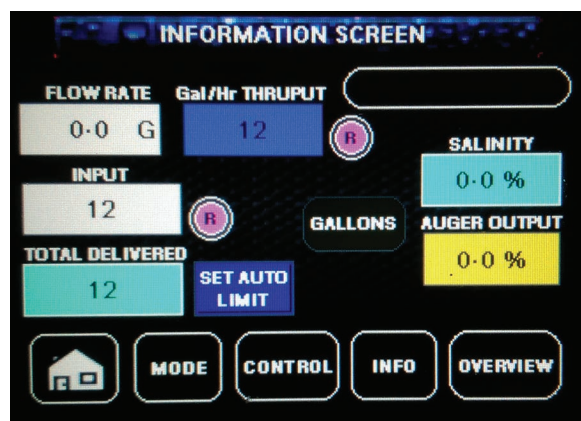 INFORMATION SCREEN
FLOW RATE
0.0 G
Gal/Hr THRUPUT
12
R
SALINITY
0.0 %
INPUT
12
R
GALLONS
AUGER OUTPUT
0.0 %
TOTAL DELIVERED
12
SET AUTO
LIMIT
MODE
CONTROL
INFO
OVERVIEW